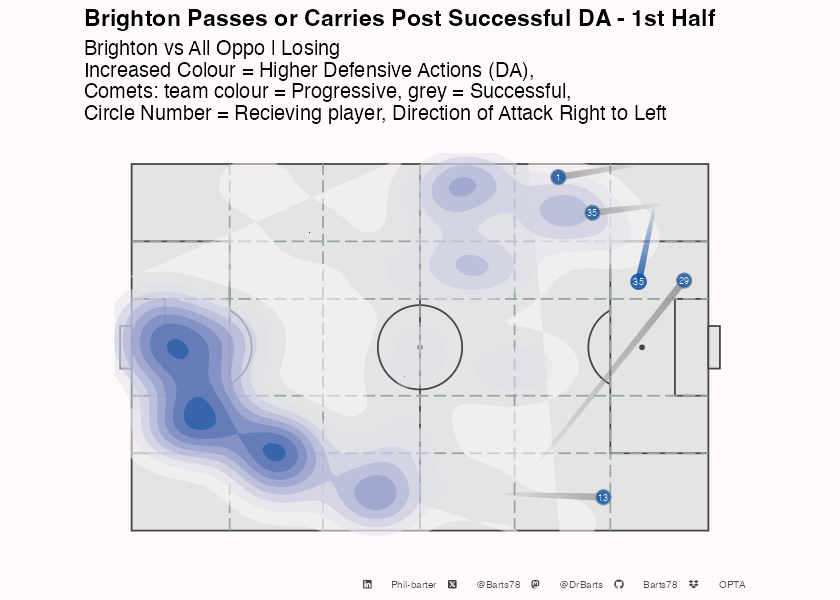 Brighton Passes or Carries Post Successful DA - 1st Half
Brighton vs All Oppo | Losing
Increased Colour = Higher Defensive Actions (DA),
Comets: team colour = Progressive, grey = Successful,
Circle Number = Recieving player, Direction of Attack Right to Left
1
35
35
29
13
Phil-barter @Barts78 @DrBarts Barts78 OPTA